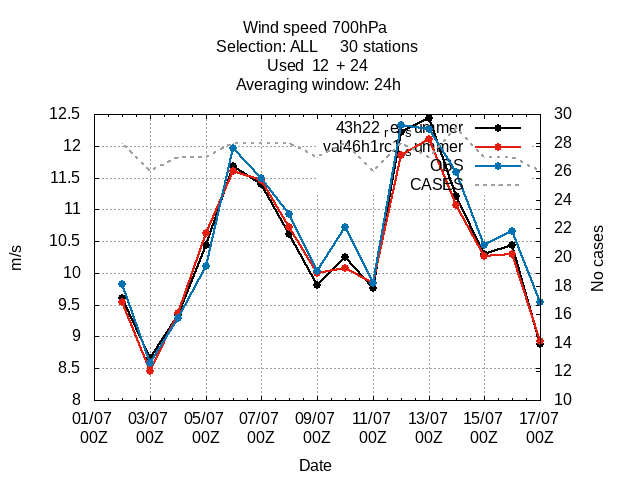 Wind speed 700hPa
Selection: ALL 30 stations
Used 12 + 24
Averaging window: 24h
12.5
12
11.5
11
10.5
10
9.5
9
8.5
8
30
28
26
24
22
20
18
16
14
12
10
m/s
No cases
OBS
CASES
01/07 03/07 05/07 07/07 09/07 11/07 13/07 15/07 17/07
00Z 00Z 00Z 00Z 00Z 00Z 00Z 00Z 00Z
Date